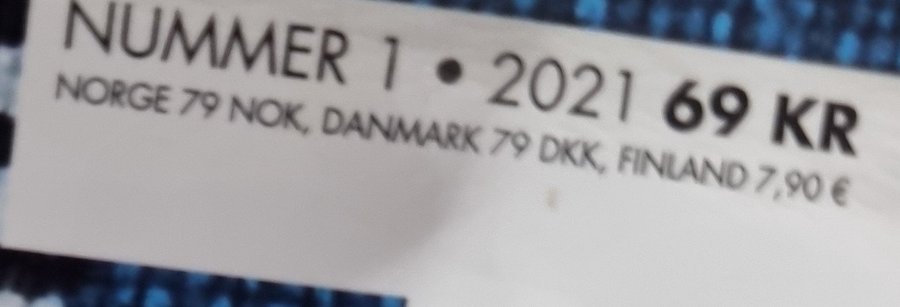 NUMMER 1 • 2021 69 KR
NORGE 79 NOK, DANMARK 79 DKK, FINLAND 7,90 €